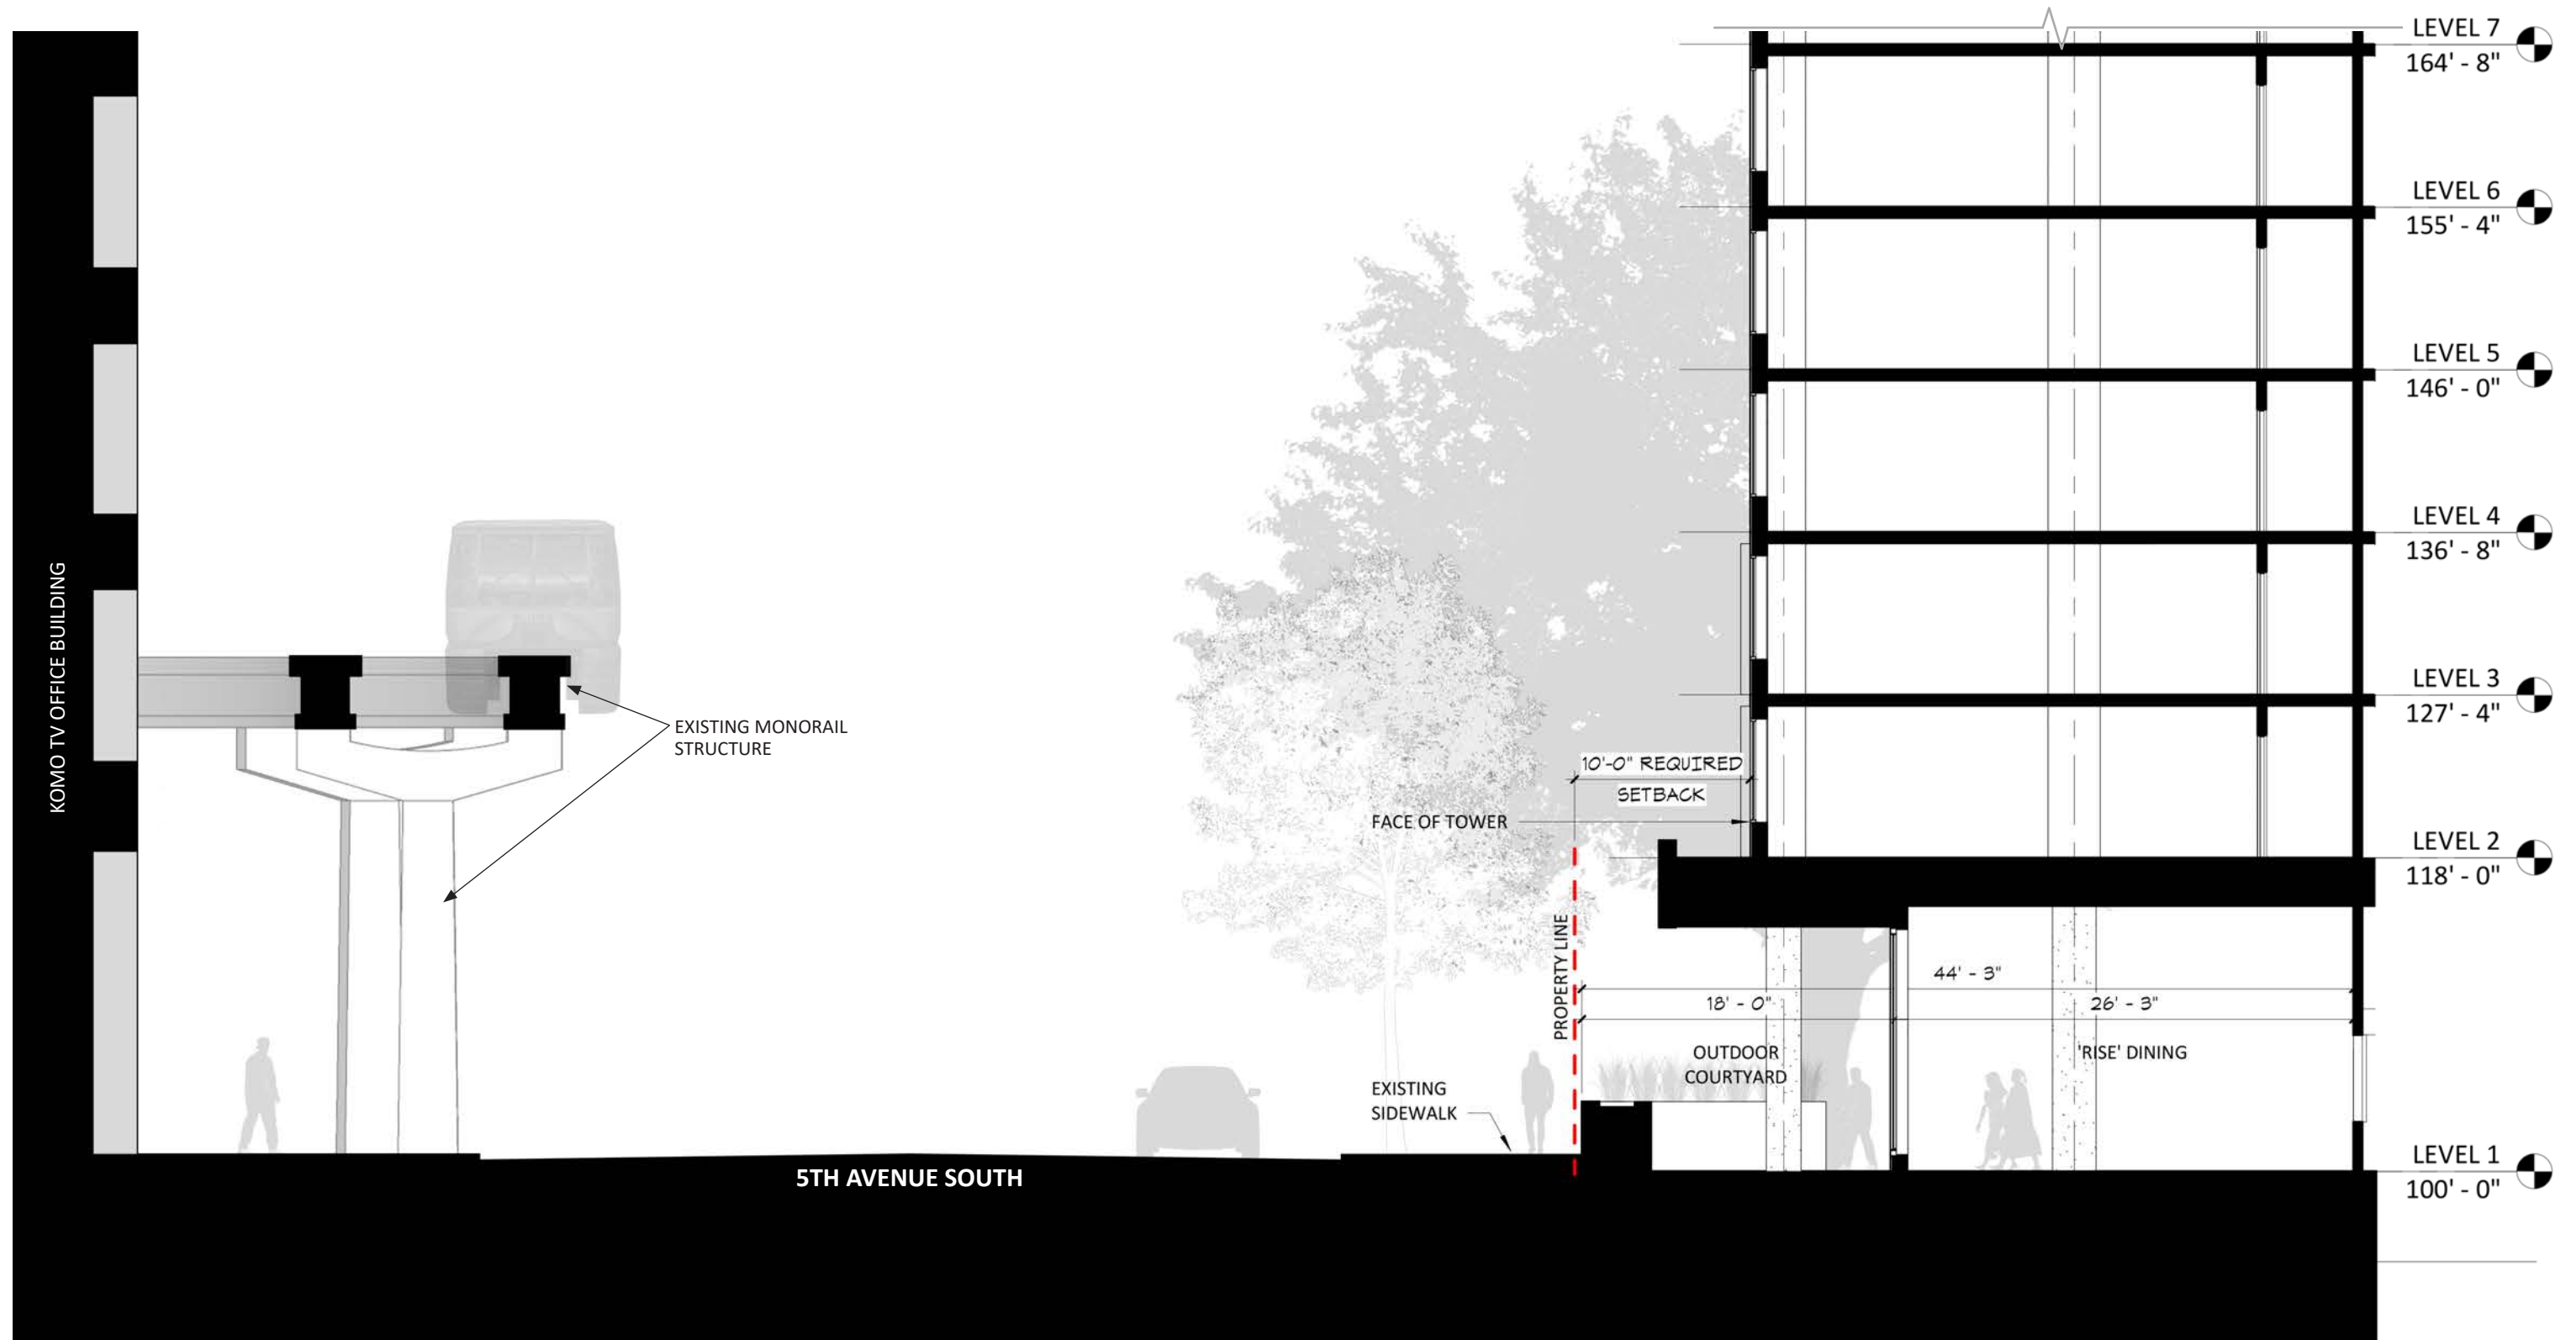 LEVEL 7
164' - 8"
LEVEL 6
155' - 4"
LEVEL 5
146' - 0"
LEVEL 4
136' - 8"
LEVEL 3
127' - 4"
LEVEL 2
118' - 0"
LEVEL 1
100' - 0"
KOMO TV OFFICE BUILDING
EXISTING MONORAIL
STRUCTURE
10'-0" REQUIRED
SETBACK
FACE OF TOWER
PROPERTY LINE
44' - 3"
18' - 0"
26' - 3"
OUTDOOR
COURTYARD
'RISE' DINING
EXISTING
SIDEWALK
5TH AVENUE SOUTH